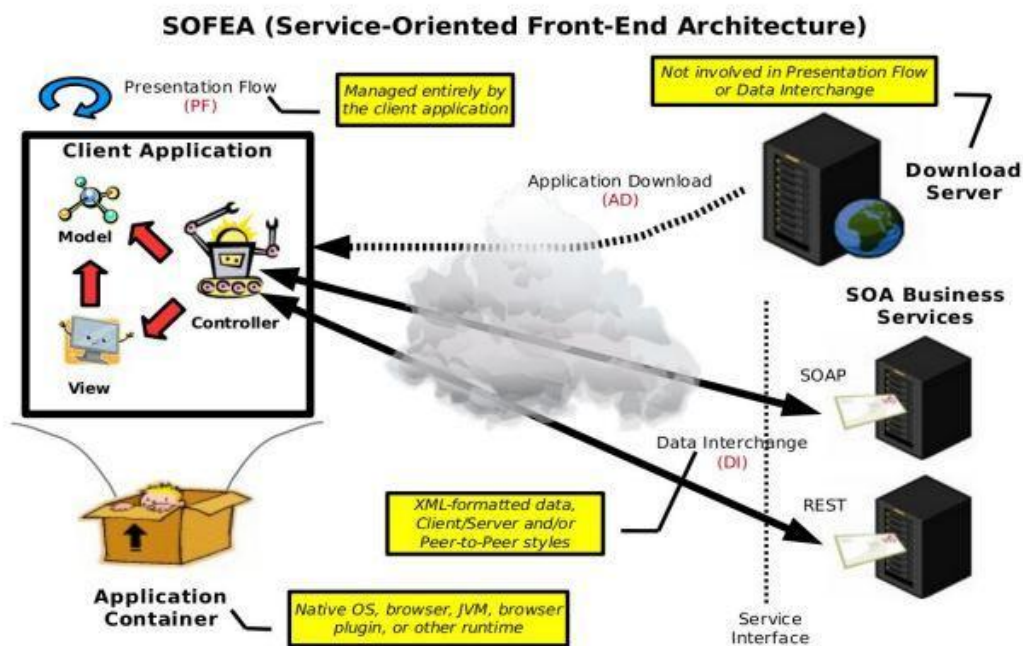 SOFEA (Service-Oriented Front-End Architecture)
Presentation Flow
(PF)
Managed entirely by
the client application
Not involved in Presentation Flow
or Data Interchange
Client Application
Model
Controller
View
Application Download
(AD)
Download
Server
SOA Business
Services
SOAP
Data Interchange
(DI)
REST
XML-formatted data,
Client/Server and/or
Peer-to-Peer styles
Application
Container
Native OS, browser, JVM, browser
plugin, or other runtime
Service
Interface